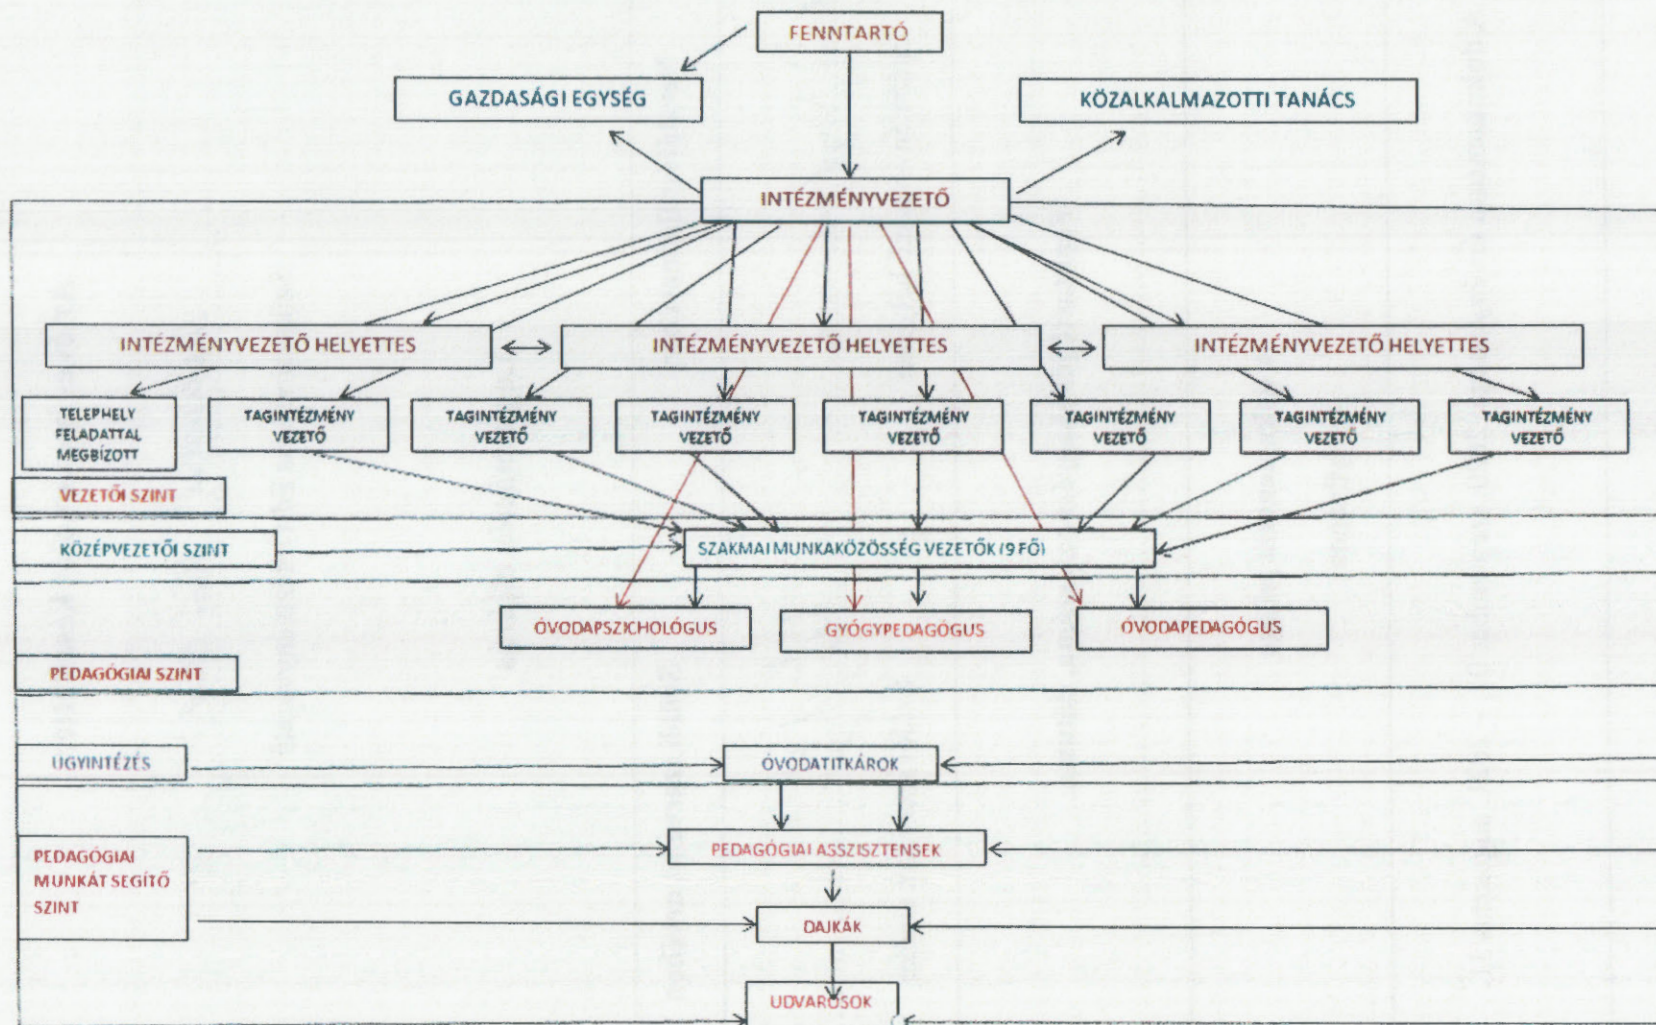 FENNTARTÓ
GAZDASÁGI EGYSÉG
KÖZALKALMAZOTTI TANÁCS
INTÉZMÉNYVEZETŐ
INTÉZMÉNYVEZETŐ HELYETTES
INTÉZMÉNYVEZETŐ HELYETTES
INTÉZMÉNYVEZETŐ HELYETTES
TELEPHELY
FELADATTAL
MEGBÍZOTT
TAGINTÉZMÉNY
VEZETŐ
TAGINTÉZMÉNY
VEZETŐ
TAGINTÉZMÉNY
VEZETŐ
TAGINTÉZMÉNY
VEZETŐ
TAGINTÉZMÉNY
VEZETŐ
TAGINTÉZMÉNY
VEZETŐ
TAGINTÉZMÉNY
VEZETŐ
VEZETŐI SZINT
KÖZÉPVEZETŐI SZINT
SZAKMAI MUNKAKÖZÖSSÉG VEZETŐK (9 FŐ)
ÓVODAPSZICHOLÓGUS
GYÓGYPEDAGÓGUS
ÓVODAPEDAGÓGUS
PEDAGÓGIAI SZINT
ÜGYINTÉZÉS
ÓVODATITKÁROK
PEDAGÓGIAI ASSZISZTENSEK
PEDAGÓGIAI
MUNKÁT SEGÍTŐ
SZINT
DAJKÁK
UDVAROSOK